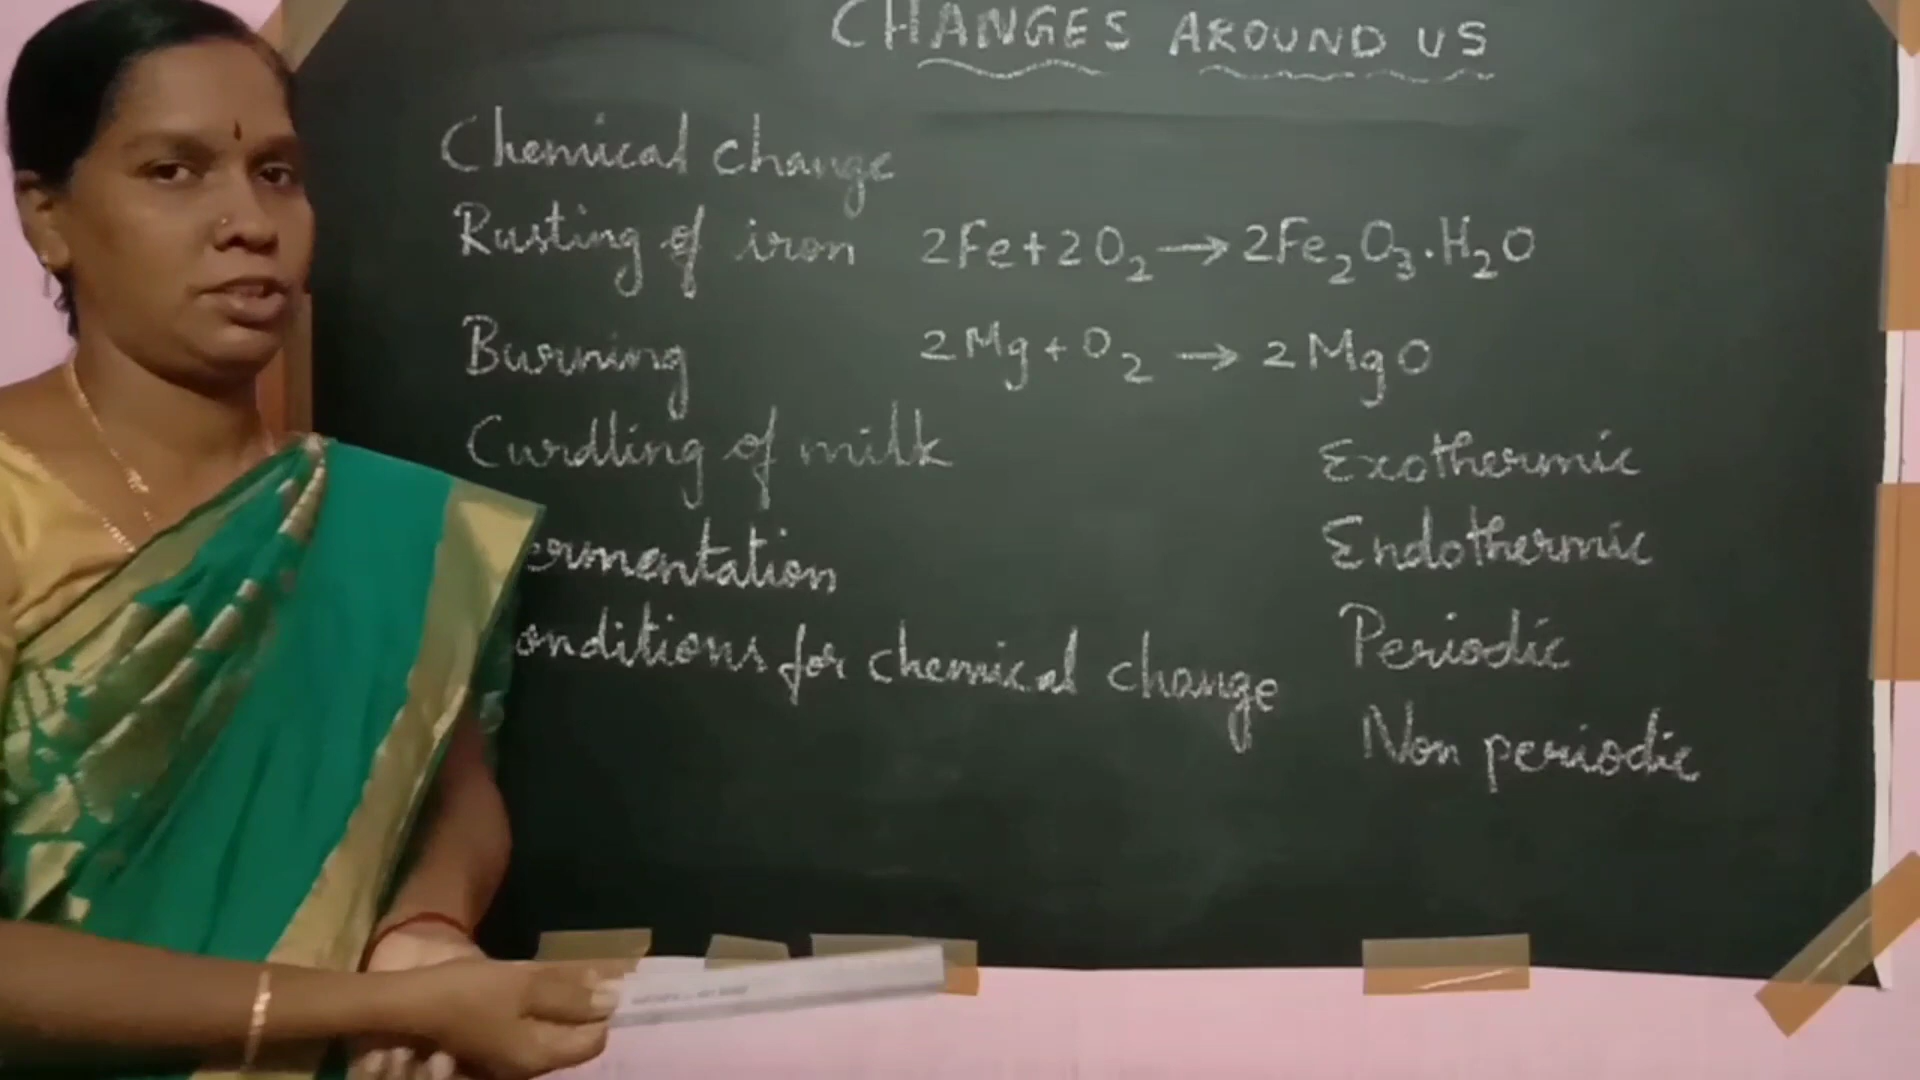 CHANGES AROUND US
Chemical change
Rusting of iron 2Fe+2O₂→2Fe₂O₃.H₂O
Burning 2Mg+O₂→2MgO
Curdling of milk
ermentation
onditions for chemical change
Exothermic
Endothermic
Periodic
Non periodic